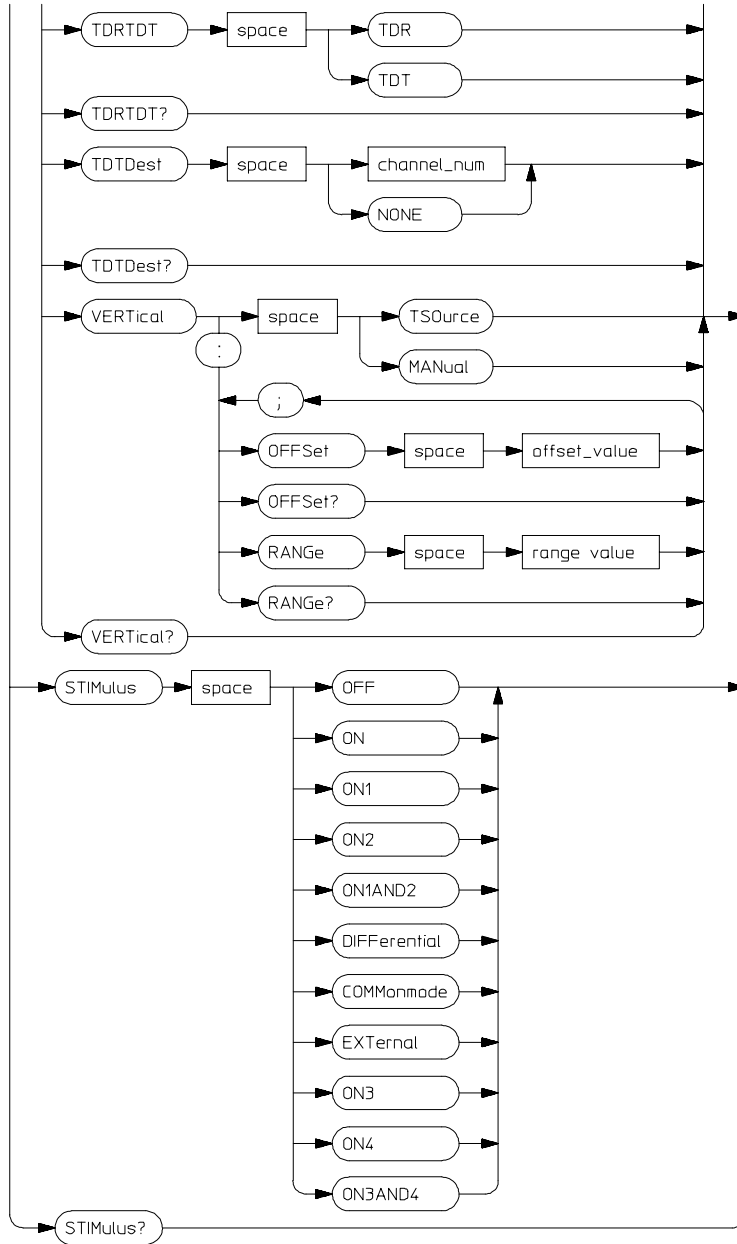 TDRTDT space TDR
TDT
TDRTDT?
TDTDest space channel_num
NONE
TDTDest?
VERTical space TSOurce
: MANual
;
OFFSet space offset_value
OFFSet?
RANGe space range value
RANGe?
VERTical?
STIMulus space OFF
ON
ON1
ON2
ON1AND2
DIFFerential
COMMonmode
EXTernal
ON3
ON4
ON3AND4
STIMulus?